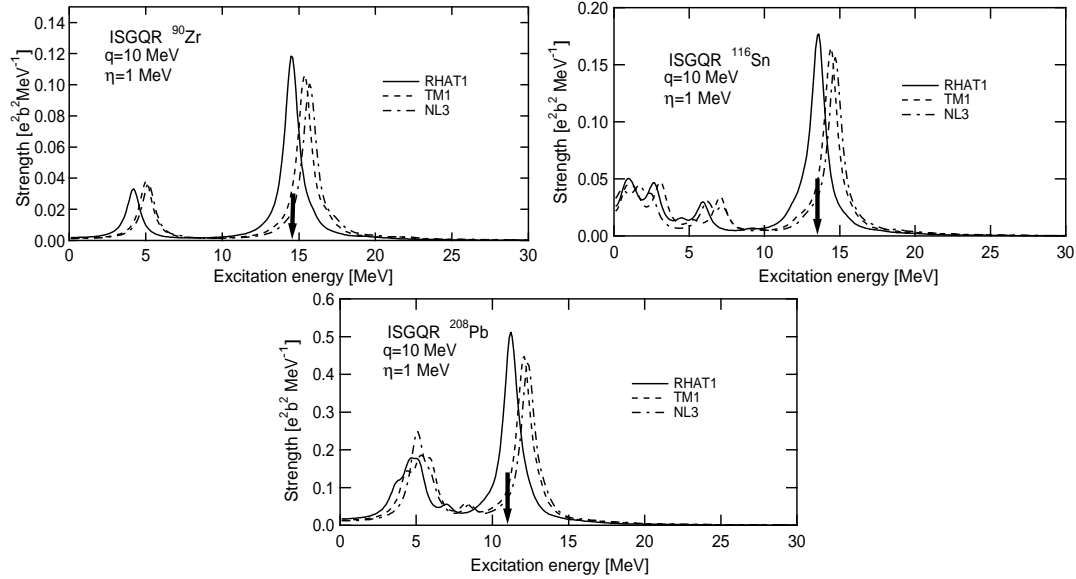 0.14
0.12
0.10
0.08
0.06
0.04
0.02
0.00
Strength [e²b²MeV⁻¹]
ISGQR ⁹⁰Zr
q=10 MeV
η=1 MeV
RHAT1
TM1
NL3
0 5 10 15 20 25 30
Excitation energy [MeV]
0.20
0.15
0.10
0.05
0.00
Strength [e²b² MeV⁻¹]
ISGQR ¹¹⁶Sn
q=10 MeV
η=1 MeV
RHAT1
TM1
NL3
0 5 10 15 20 25 30
Excitation energy [MeV]
0.6
0.5
0.4
0.3
0.2
0.1
0.0
Strength [e²b² MeV⁻¹]
ISGQR ²⁰⁸Pb
q=10 MeV
η=1 MeV
RHAT1
TM1
NL3
0 5 10 15 20 25 30
Excitation energy [MeV]